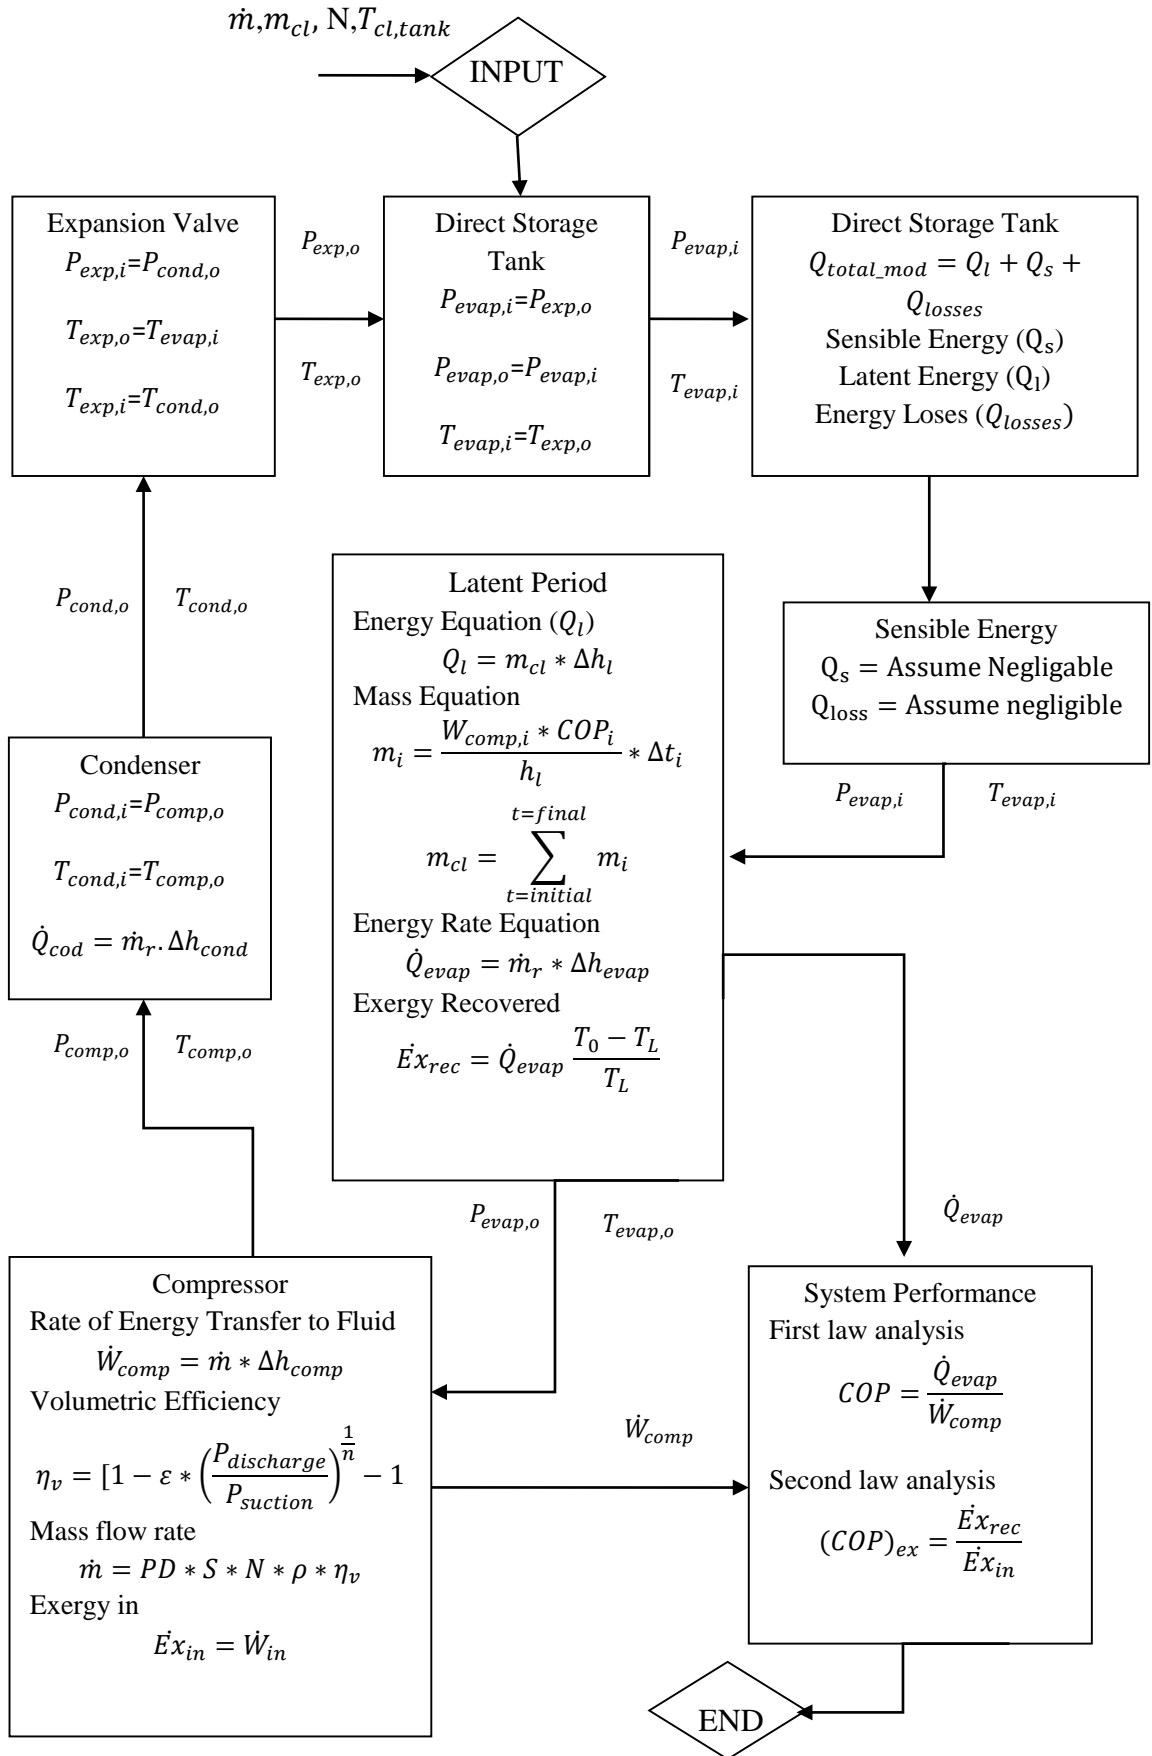 ṁ,m_cl, N,T_cl,tank
INPUT
Expansion Valve
P_exp,i=P_cond,o
T_exp,o=T_evap,i
T_exp,i=T_cond,o
P_exp,o
T_exp,o
Direct Storage
Tank
P_evap,i=P_exp,o
P_evap,o=P_evap,i
T_evap,i=T_exp,o
P_evap,i
T_evap,i
Direct Storage Tank
Q_total_mod = Q_l + Q_s +
Q_losses
Sensible Energy (Q_s)
Latent Energy (Q_l)
Energy Loses (Q_losses)
P_cond,o T_cond,o
Latent Period
Energy Equation (Q_l)
Q_l = m_cl * Δh_l
Mass Equation
m_i = (W_comp,i * COP_i)/h_l * Δt_i
m_cl = ∑_{t=initial}^{t=final} m_i
Energy Rate Equation
Q̇_evap = ṁ_r * Δh_evap
Exergy Recovered
Ėx_rec = Q̇_evap (T_0 − T_L)/T_L
Sensible Energy
Q_s = Assume Negligable
Q_loss = Assume negligible
P_evap,i T_evap,i
Condenser
P_cond,i=P_comp,o
T_cond,i=T_comp,o
Q̇_cod = ṁ_r. Δh_cond
P_comp,o T_comp,o
P_evap,o T_evap,o
Q̇_evap
Compressor
Rate of Energy Transfer to Fluid
Ẇ_comp = ṁ * Δh_comp
Volumetric Efficiency
η_v = [1 − ε * (P_discharge/P_suction)^{1/n} − 1
Mass flow rate
ṁ = PD * S * N * ρ * η_v
Exergy in
Ėx_in = Ẇ_in
Ẇ_comp
System Performance
First law analysis
COP = Q̇_evap/Ẇ_comp
Second law analysis
(COP)_ex = Ėx_rec/Ėx_in
END